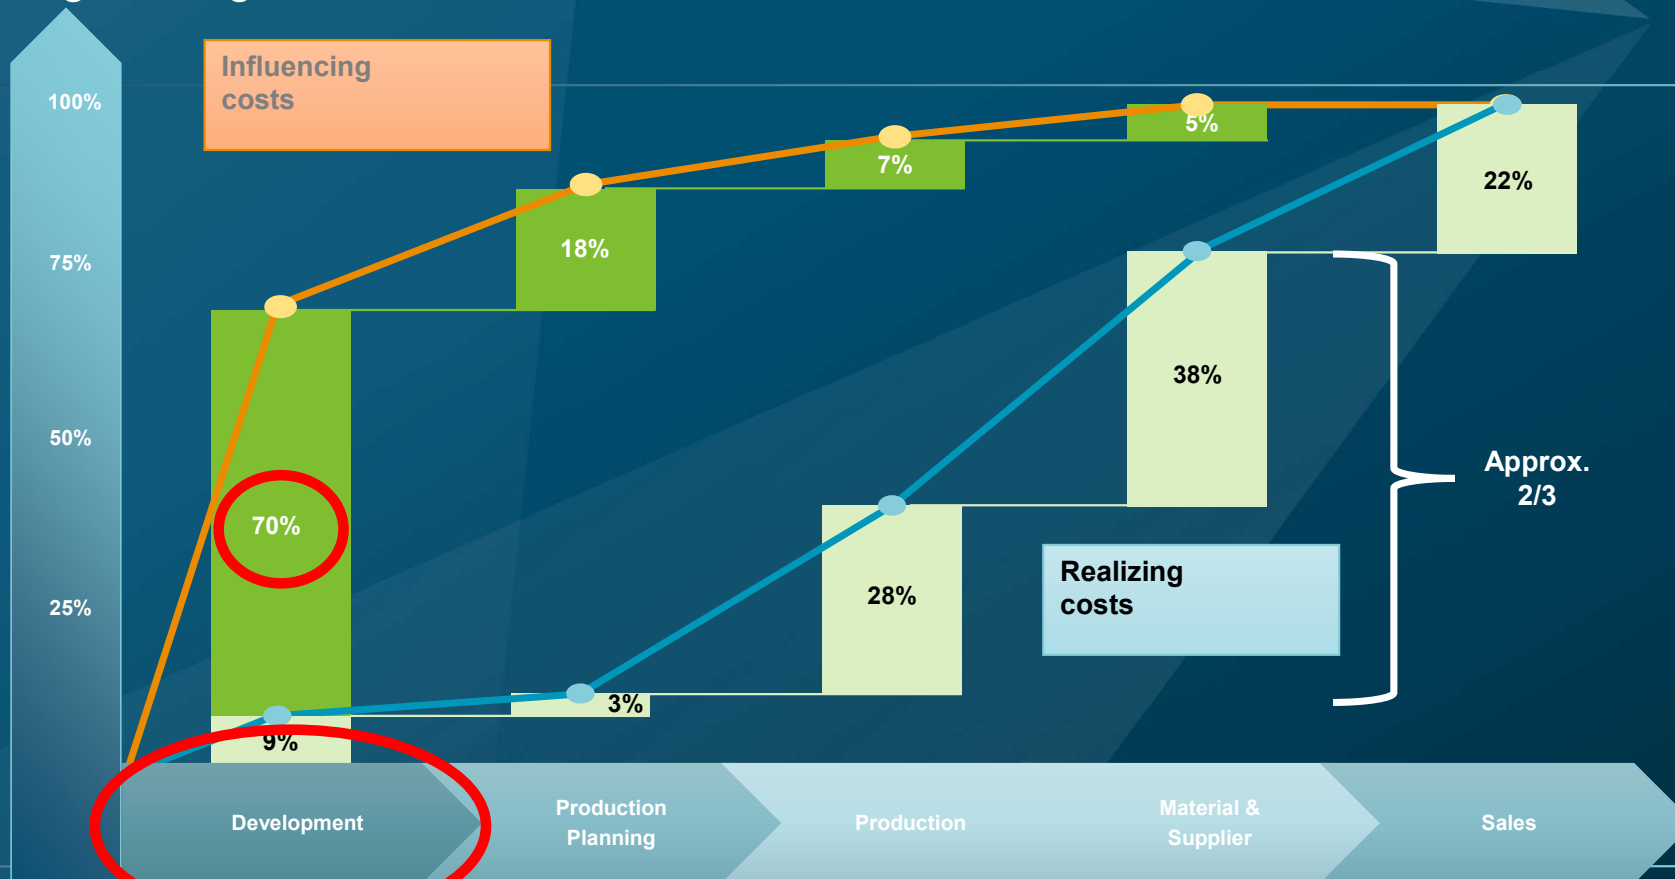 Influencing
costs
100%
5%
7%
22%
18%
75%
38%
50%
Approx.
2/3
70%
Realizing
costs
28%
25%
3%
9%
Development
Production
Planning
Production
Material &
Supplier
Sales